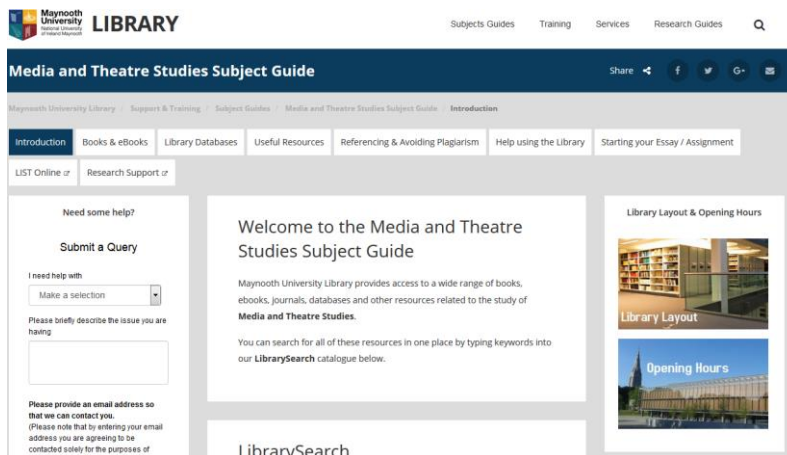 Maynooth
University
National University
of Ireland Maynooth
LIBRARY
Subjects Guides Training Services Research Guides
Media and Theatre Studies Subject Guide
Share
f
G+
Maynooth University Library / Support & Training / Subject Guides / Media and Theatre Studies Subject Guide / Introduction
Introduction Books & eBooks Library Databases Useful Resources Referencing & Avoiding Plagiarism Help using the Library Starting your Essay / Assignment
LIST Online Research Support
Need some help?
Submit a Query
I need help with
Make a selection
Please briefly describe the issue you are
having
Please provide an email address so
that we can contact you.
(Please note that by entering your email
address you are agreeing to be
contacted solely for the purposes of
Welcome to the Media and Theatre
Studies Subject Guide
Maynooth University Library provides access to a wide range of books,
ebooks, journals, databases and other resources related to the study of
Media and Theatre Studies.
You can search for all of these resources in one place by typing keywords into
our LibrarySearch catalogue below.
LibrarySearch
Library Layout & Opening Hours
Library Layout
Opening Hours